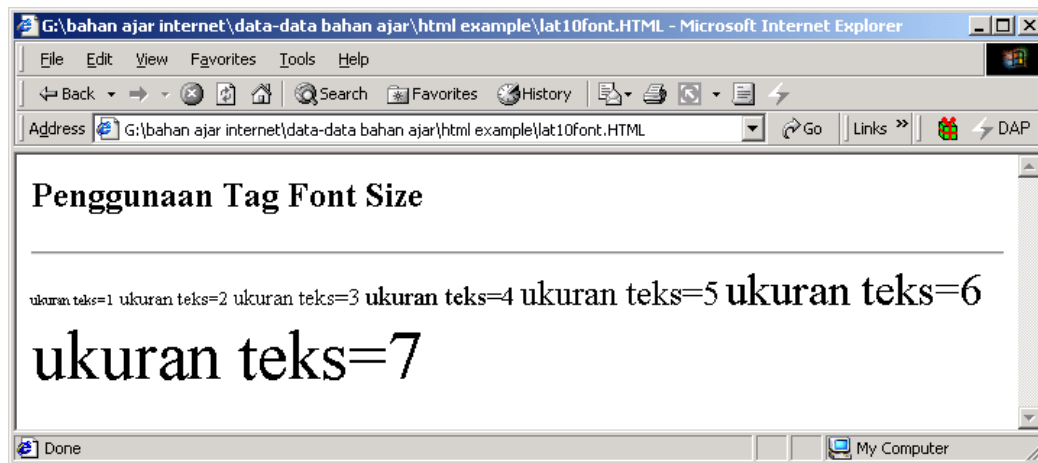 G:\bahan ajar internet\data-data bahan ajar\html example\lat10font.HTML - Microsoft Internet Explorer
File Edit View Favorites Tools Help
Back Search Favorites History
Address G:\bahan ajar internet\data-data bahan ajar\html example\lat10font.HTML Go Links » DAP
Penggunaan Tag Font Size
ukuran teks=1 ukuran teks=2 ukuran teks=3 ukuran teks=4 ukuran teks=5 ukuran teks=6
ukuran teks=7
Done My Computer